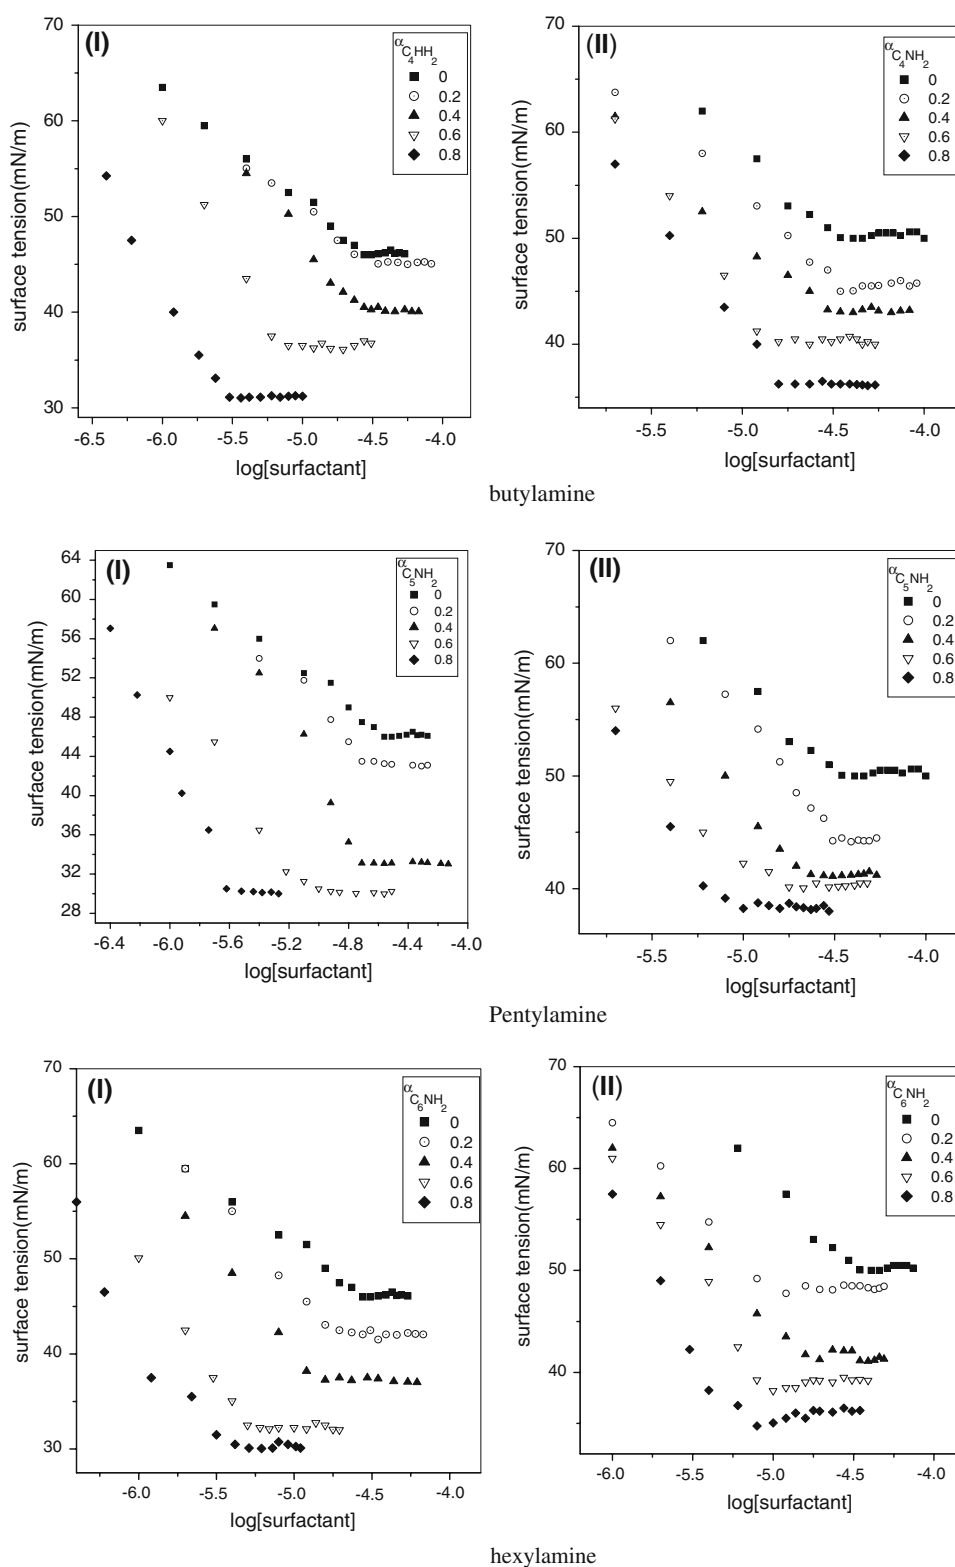 (I)
α
C4HH2
0
0.2
0.4
0.6
0.8
70
60
50
40
30
surface tension(mN/m)
-6.5 -6.0 -5.5 -5.0 -4.5 -4.0
log[surfactant]
(II)
α
C4NH2
0
0.2
0.4
0.6
0.8
70
60
50
40
surface tension(mN/m)
-5.5 -5.0 -4.5 -4.0
log[surfactant]
butylamine
(I)
α
C5NH2
0
0.2
0.4
0.6
0.8
64
60
56
52
48
44
40
36
32
28
surface tension(mN/m)
-6.4 -6.0 -5.6 -5.2 -4.8 -4.4 -4.0
log[surfactant]
(II)
α
C5NH2
0
0.2
0.4
0.6
0.8
70
60
50
40
surface tension(mN/m)
-5.5 -5.0 -4.5 -4.0
log[surfactant]
Pentylamine
(I)
α
C6NH2
0
0.2
0.4
0.6
0.8
70
60
50
40
30
surface tension(mN/m)
-6.0 -5.5 -5.0 -4.5 -4.0
log[surfactant]
(II)
α
C6NH2
0
0.2
0.4
0.6
0.8
70
60
50
40
surface tension(mN/m)
-6.0 -5.5 -5.0 -4.5 -4.0
log[surfactant]
hexylamine